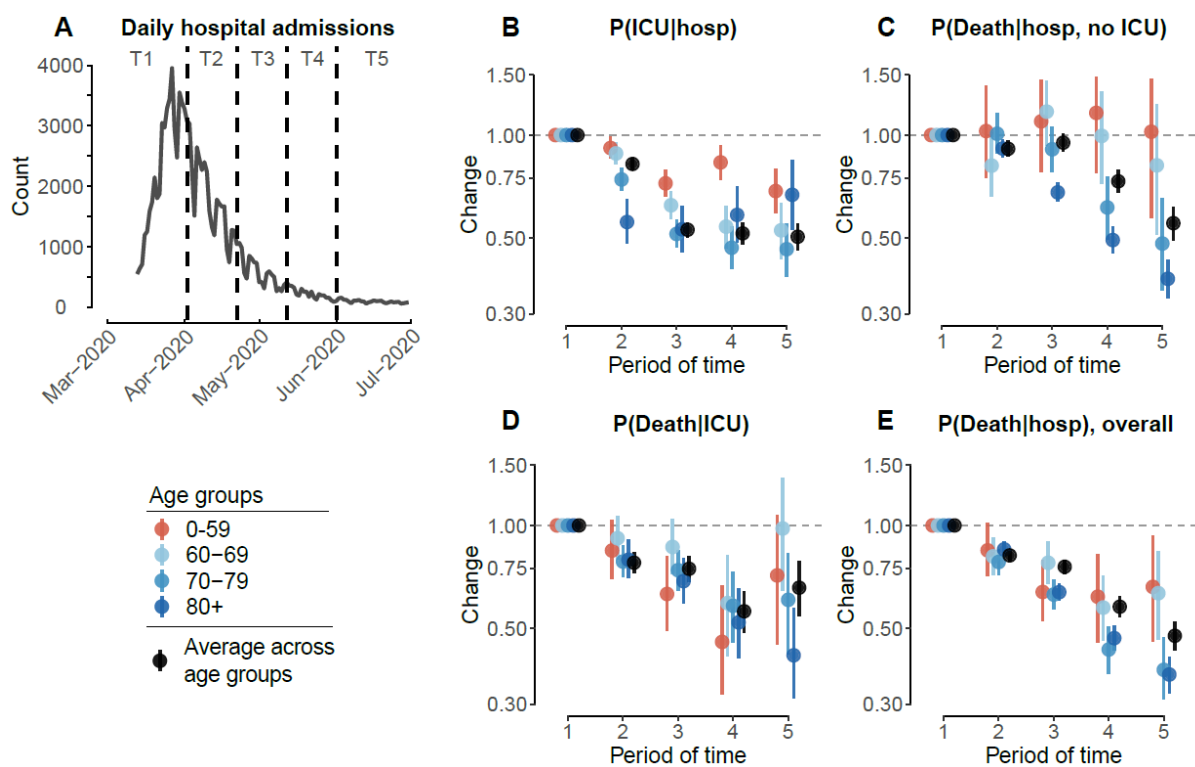 A Daily hospital admissions
T1 T2 T3 T4 T5
4000
3000
2000
1000
0
Count
Mar−2020
Apr−2020
May−2020
Jun−2020
Jul−2020
B P(ICU|hosp)
1.50
1.00
0.75
0.50
0.30
Change
1 2 3 4 5
Period of time
C P(Death|hosp, no ICU)
1.50
1.00
0.75
0.50
0.30
Change
1 2 3 4 5
Period of time
Age groups
0-59
60−69
70−79
80+
Average across
age groups
D P(Death|ICU)
1.50
1.00
0.75
0.50
0.30
Change
1 2 3 4 5
Period of time
E P(Death|hosp), overall
1.50
1.00
0.75
0.50
0.30
Change
1 2 3 4 5
Period of time